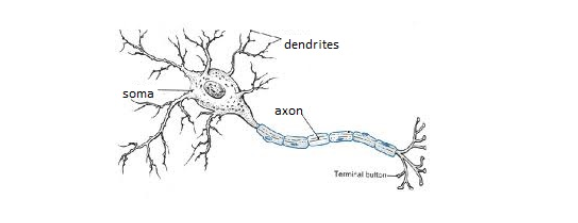 dendrites
soma
axon
Terminal button